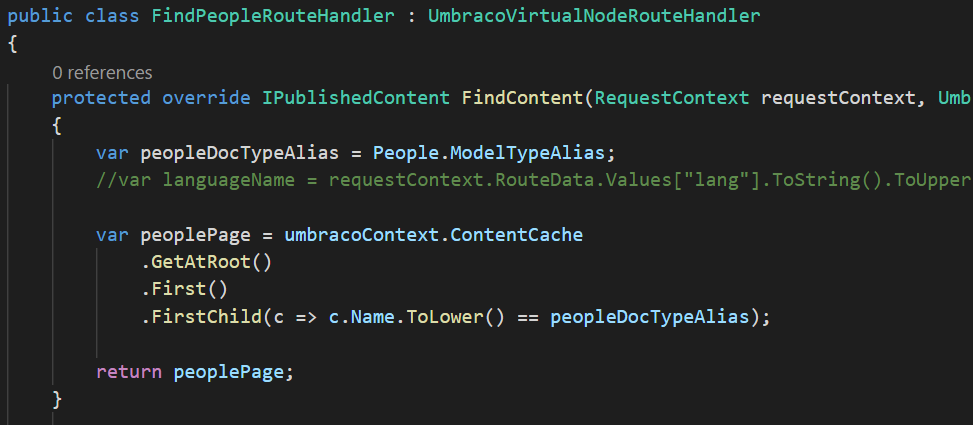 public class FindPeopleRouteHandler : UmbracoVirtualNodeRouteHandler
{
0 references
protected override IPublishedContent FindContent(RequestContext requestContext, Umb
{
var peopleDocTypeAlias = People.ModelTypeAlias;
//var languageName = requestContext.RouteData.Values["lang"].ToString().ToUpper
var peoplePage = umbracoContext.ContentCache
.GetAtRoot()
.First()
.FirstChild(c => c.Name.ToLower() == peopleDocTypeAlias);
return peoplePage;
}